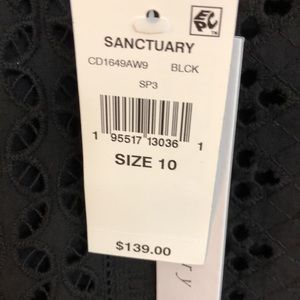 SANCTUARY
CD1649AW9 BLCK
SP3
1 95517 13036 1
SIZE 10
$139.00